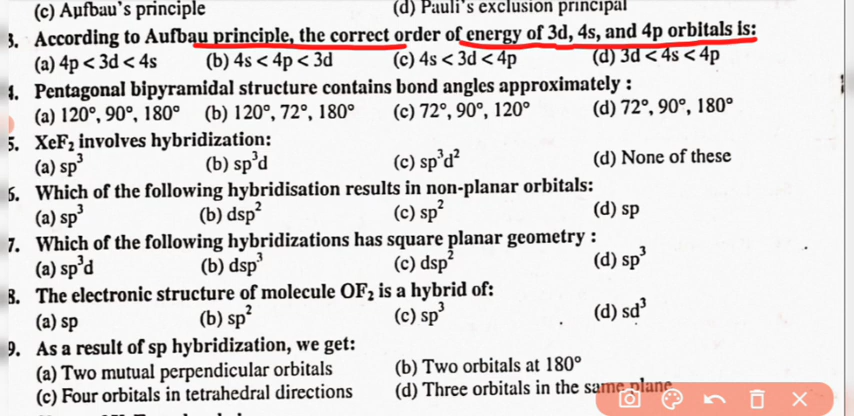 (c) Aufbau's principle (d) Pauli's exclusion principal
3. According to Aufbau principle, the correct order of energy of 3d, 4s, and 4p orbitals is:
(a) 4p < 3d < 4s (b) 4s < 4p < 3d (c) 4s < 3d < 4p (d) 3d < 4s < 4p
4. Pentagonal bipyramidal structure contains bond angles approximately :
(a) 120°, 90°, 180° (b) 120°, 72°, 180° (c) 72°, 90°, 120° (d) 72°, 90°, 180°
5. XeF₂ involves hybridization:
(a) sp³ (b) sp³d (c) sp³d² (d) None of these
6. Which of the following hybridisation results in non-planar orbitals:
(a) sp³ (b) dsp² (c) sp² (d) sp
7. Which of the following hybridizations has square planar geometry :
(a) sp³d (b) dsp³ (c) dsp² (d) sp³
8. The electronic structure of molecule OF₂ is a hybrid of:
(a) sp (b) sp² (c) sp³ (d) sd³
9. As a result of sp hybridization, we get:
(a) Two mutual perpendicular orbitals (b) Two orbitals at 180°
(c) Four orbitals in tetrahedral directions (d) Three orbitals in the same plane